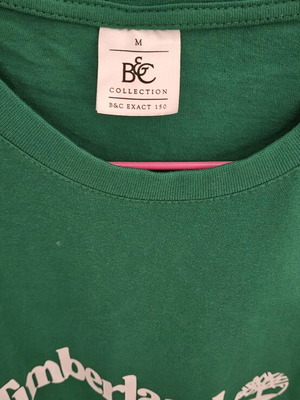 M
B&C
COLLECTION
B&C EXACT 150
Timberland